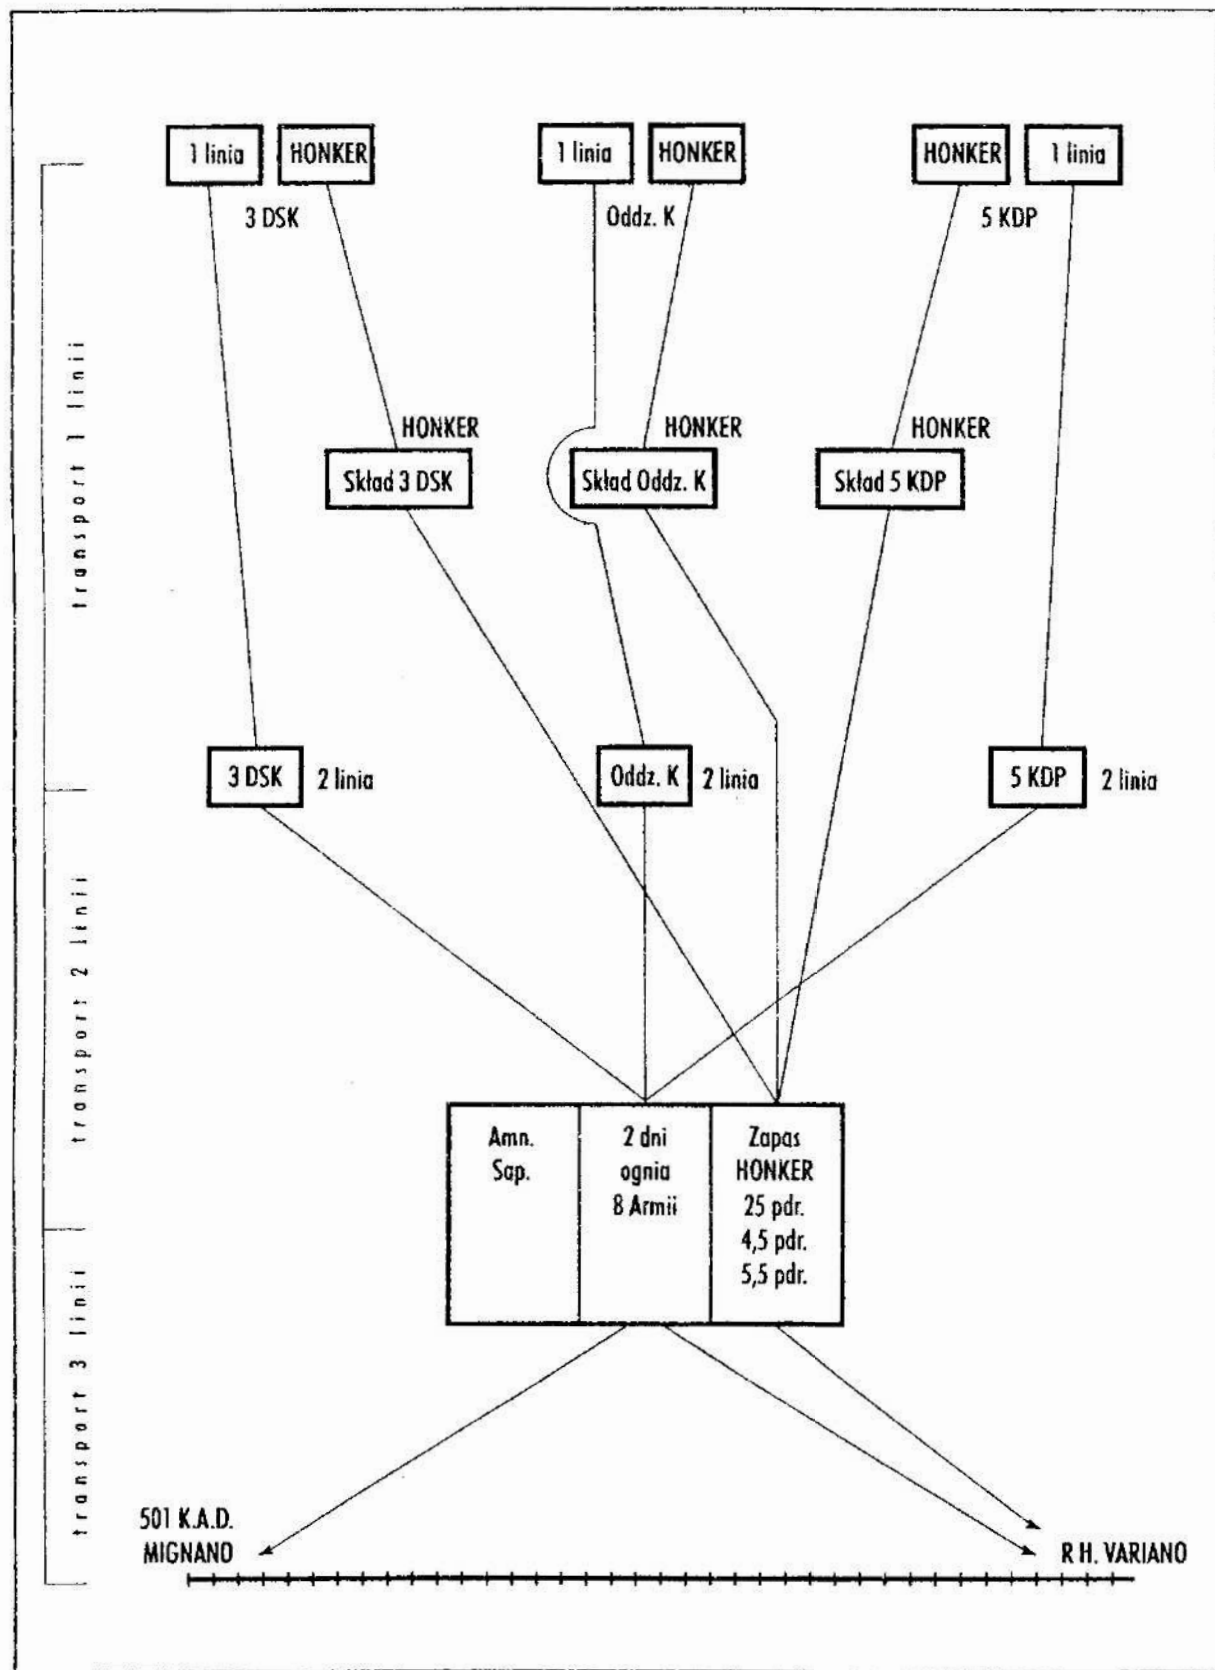 1 linia
HONKER
1 linia
HONKER
HONKER
1 linia
3 DSK
Oddz. K
5 KDP
transport 1 linii
HONKER
HONKER
HONKER
Skład 3 DSK
Skład Oddz. K
Skład 5 KDP
3 DSK
2 linia
Oddz. K
2 linia
5 KDP
2 linia
transport 2 linii
Amn.
Sap.
2 dni
ognia
8 Armii
Zapas
HONKER
25 pdr.
4,5 pdr.
5,5 pdr.
transport 3 linii
501 K.A.D.
MIGNANO
R H. VARIANO